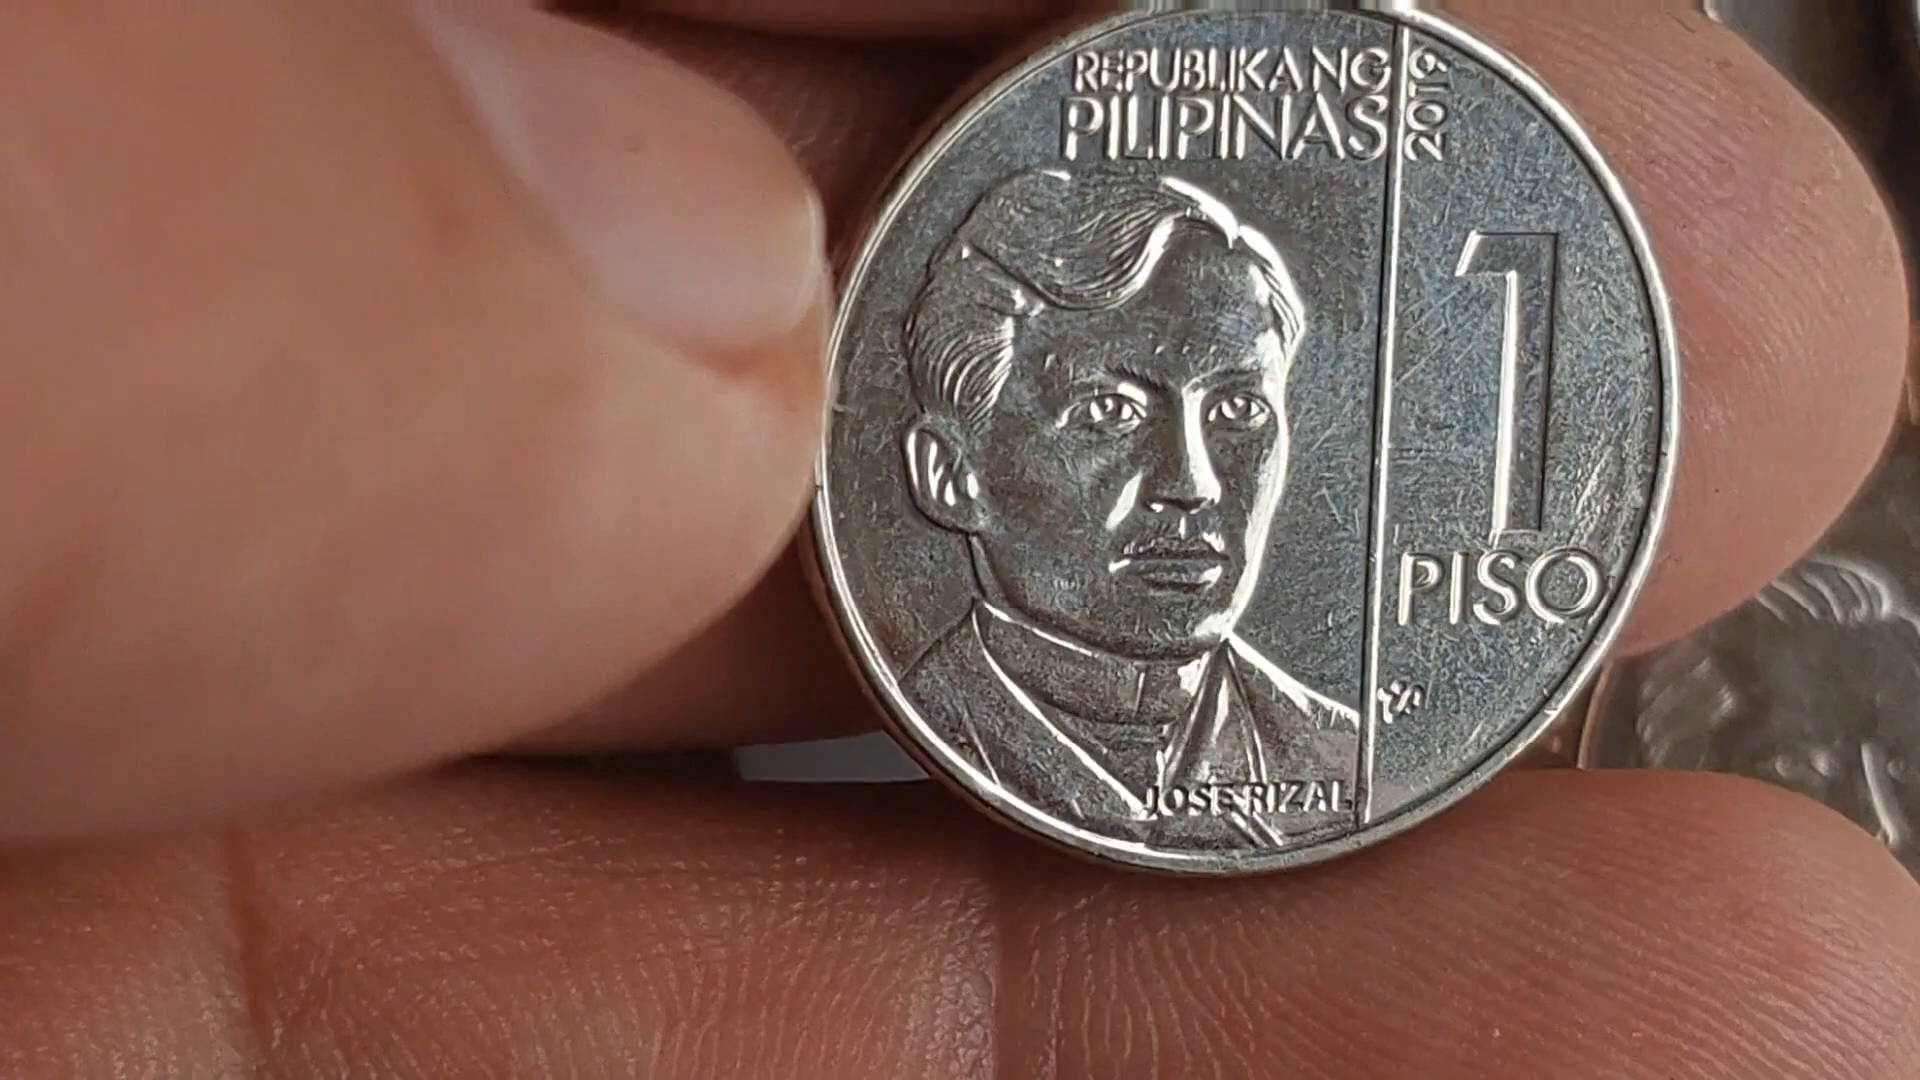 REPUBLIKA NG
PILIPINAS
2019
1
PISO
JOSE RIZAL